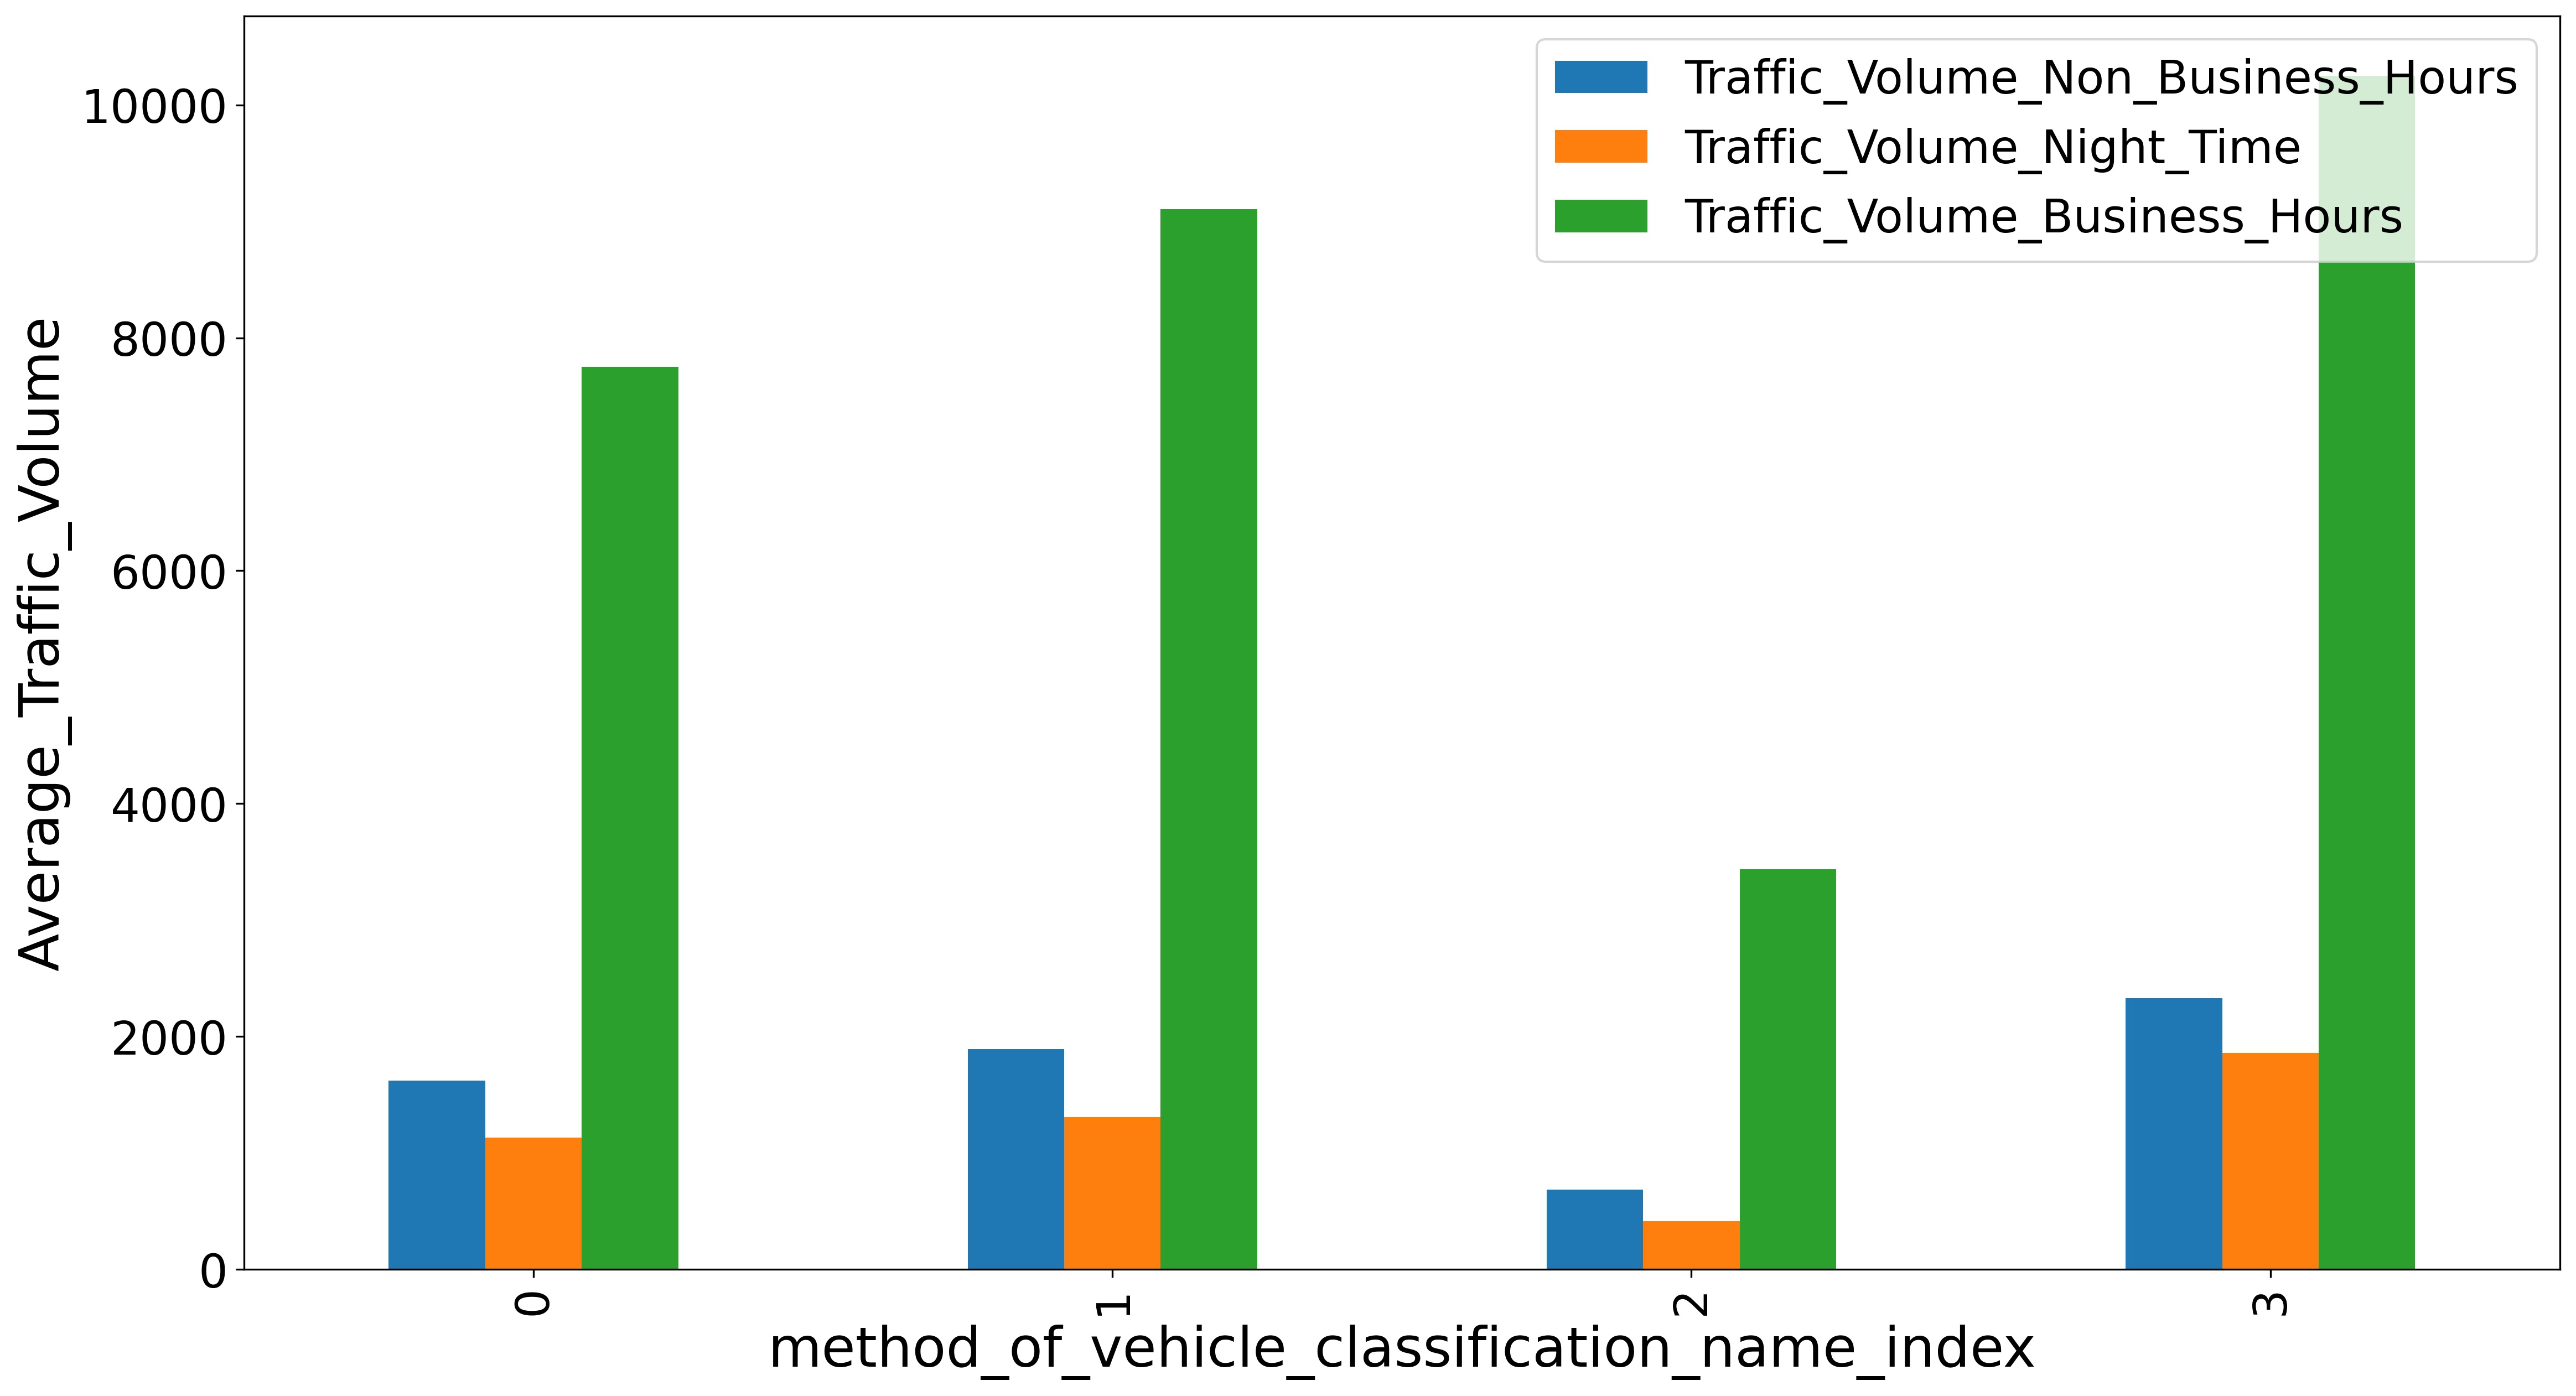 Average_Traffic_Volume
10000
8000
6000
4000
2000
0
Traffic_Volume_Non_Business_Hours
Traffic_Volume_Night_Time
Traffic_Volume_Business_Hours
0
1
2
3
method_of_vehicle_classification_name_index